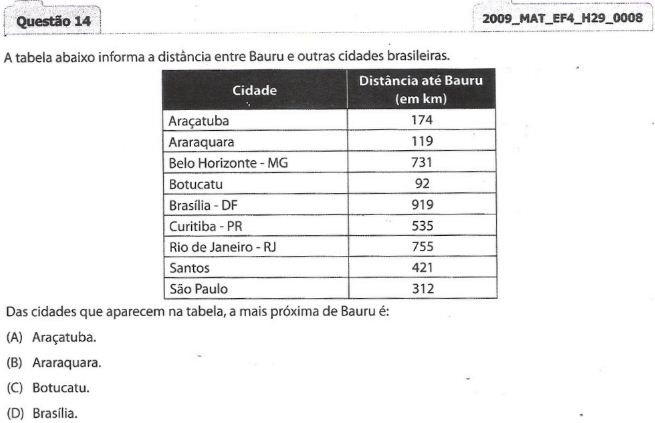 Questão 14
2009_MAT_EF4_H29_0008
A tabela abaixo informa a distância entre Bauru e outras cidades brasileiras.
Cidade
Distância até Bauru
(em km)
Araçatuba 174
Araraquara 119
Belo Horizonte - MG 731
Botucatu 92
Brasília - DF 919
Curitiba - PR 535
Rio de Janeiro - RJ 755
Santos 421
São Paulo 312
Das cidades que aparecem na tabela, a mais próxima de Bauru é:
(A) Araçatuba.
(B) Araraquara.
(C) Botucatu.
(D) Brasília.